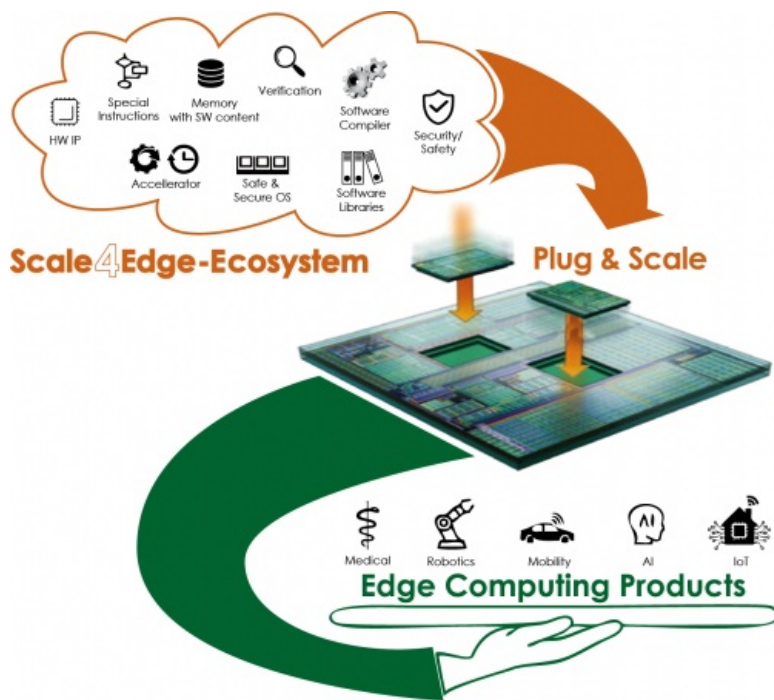 Special
Instructions
Memory
with SW content
Verification
Software
Compiler
HW IP
Security/
Safety
Accellerator
Safe &
Secure OS
Software
Libraries
Scale4Edge-Ecosystem
Plug & Scale
AI
Medical
Robotics
Mobility
AI
IoT
Edge Computing Products